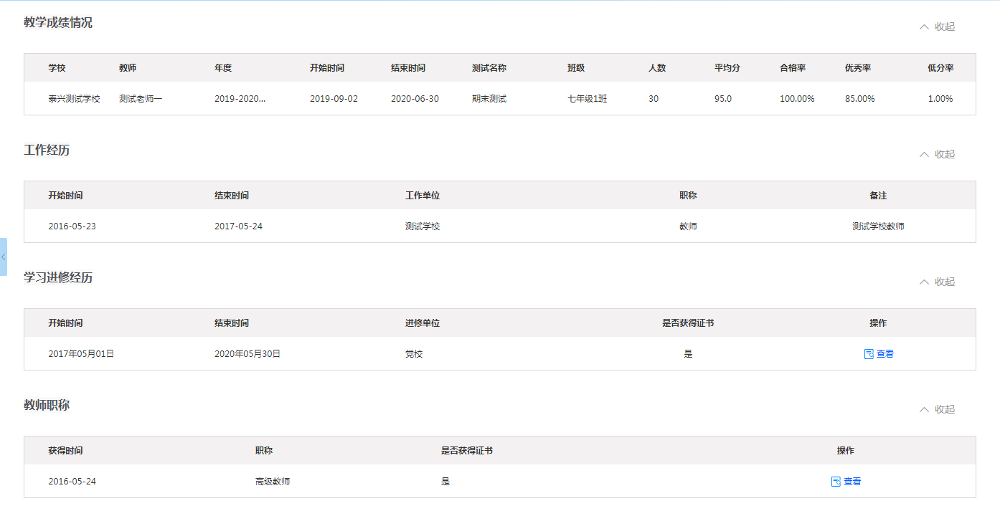 教学成绩情况
收起
学校 教师 年度 开始时间 结束时间 测试名称 班级 人数 平均分 合格率 优秀率 低分率
泰兴测试学校 测试老师一 2019-2020... 2019-09-02 2020-06-30 期末测试 七年级1班 30 95.0 100.00% 85.00% 1.00%
工作经历
收起
开始时间 结束时间 工作单位 职称 备注
2016-05-23 2017-05-24 测试学校 教师 测试学校教师
学习进修经历
收起
开始时间 结束时间 进修单位 是否获得证书 操作
2017年05月01日 2020年05月30日 党校 是 查看
教师职称
收起
获得时间 职称 是否获得证书 操作
2016-05-24 高级教师 是 查看